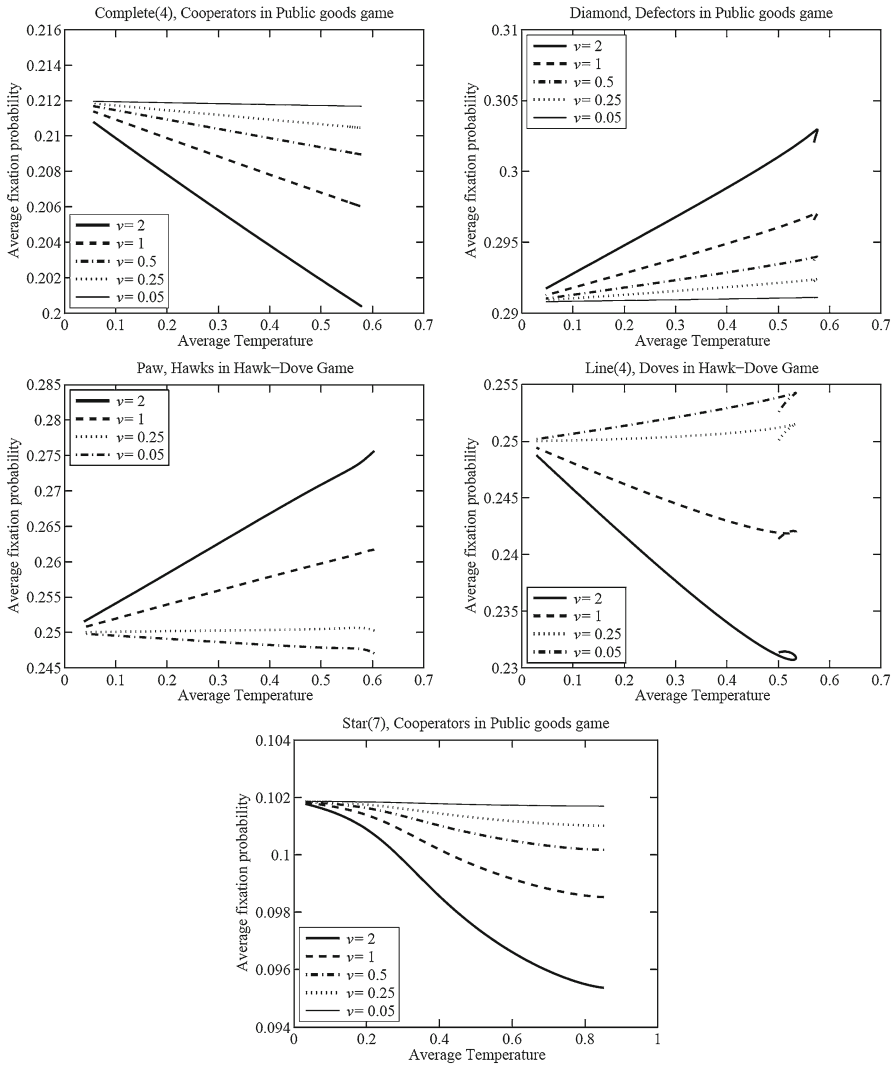 Complete(4), Cooperators in Public goods game
0.216
0.214
0.212
0.21
0.208
0.206
0.204
0.202
0.2
Average fixation probability
v= 2
v= 1
v= 0.5
v= 0.25
v= 0.05
0 0.1 0.2 0.3 0.4 0.5 0.6 0.7
Average Temperature
Diamond, Defectors in Public goods game
0.31
0.305
0.3
0.295
0.29
Average fixation probability
v= 2
v= 1
v= 0.5
v= 0.25
v= 0.05
0 0.1 0.2 0.3 0.4 0.5 0.6 0.7
Average Temperature
Paw, Hawks in Hawk−Dove Game
0.285
0.28
0.275
0.27
0.265
0.26
0.255
0.25
0.245
Average fixation probability
v= 2
v= 1
v= 0.25
v= 0.05
0 0.1 0.2 0.3 0.4 0.5 0.6 0.7
Average Temperature
Line(4), Doves in Hawk−Dove Game
0.255
0.25
0.245
0.24
0.235
0.23
Average fixation probability
v= 2
v= 1
v= 0.25
v= 0.05
0 0.1 0.2 0.3 0.4 0.5 0.6 0.7
Average Temperature
Star(7), Cooperators in Public goods game
0.104
0.102
0.1
0.098
0.096
0.094
Average fixation probability
v= 2
v= 1
v= 0.5
v= 0.25
v= 0.05
0 0.2 0.4 0.6 0.8 1
Average Temperature